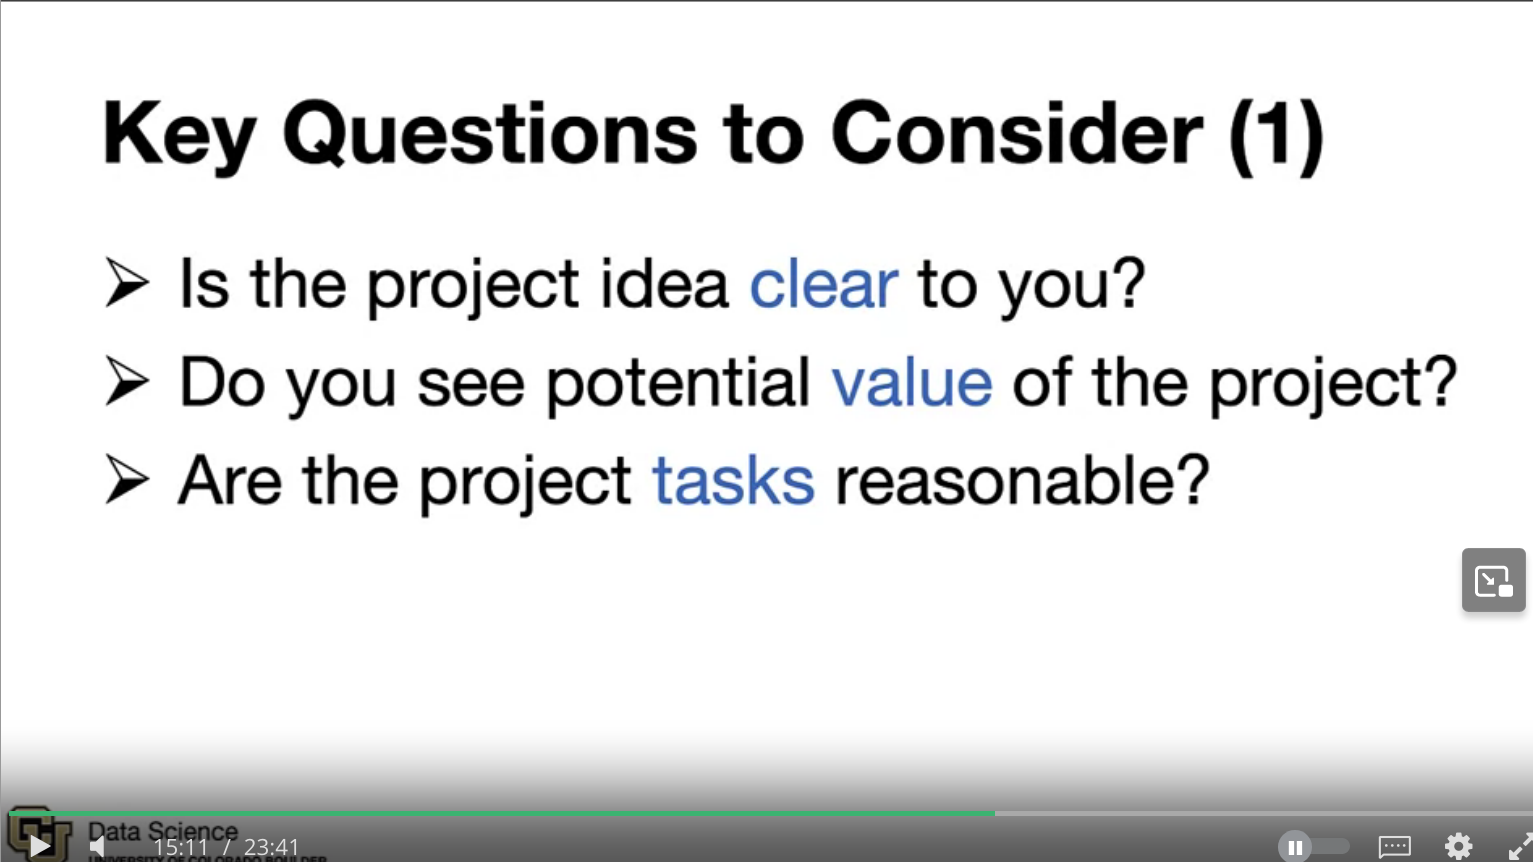 Key Questions to Consider (1)
Is the project idea clear to you?
Do you see potential value of the project?
Are the project tasks reasonable?
Data Science
15:11 / 23:41
UNIVERSITY OF COLORADO BOULDER